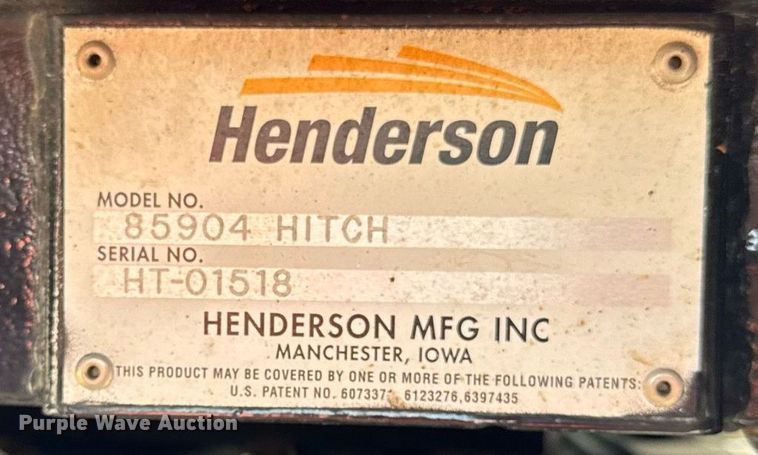 Henderson
MODEL NO.
85904 HITCH
SERIAL NO.
HT-01518
HENDERSON MFG INC
MANCHESTER, IOWA
THIS PRODUCT MAY BE COVERED BY ONE OR MORE OF THE FOLLOWING PATENTS:
U.S. PATENT NO. 6123276,6397435
Purple Wave Auction